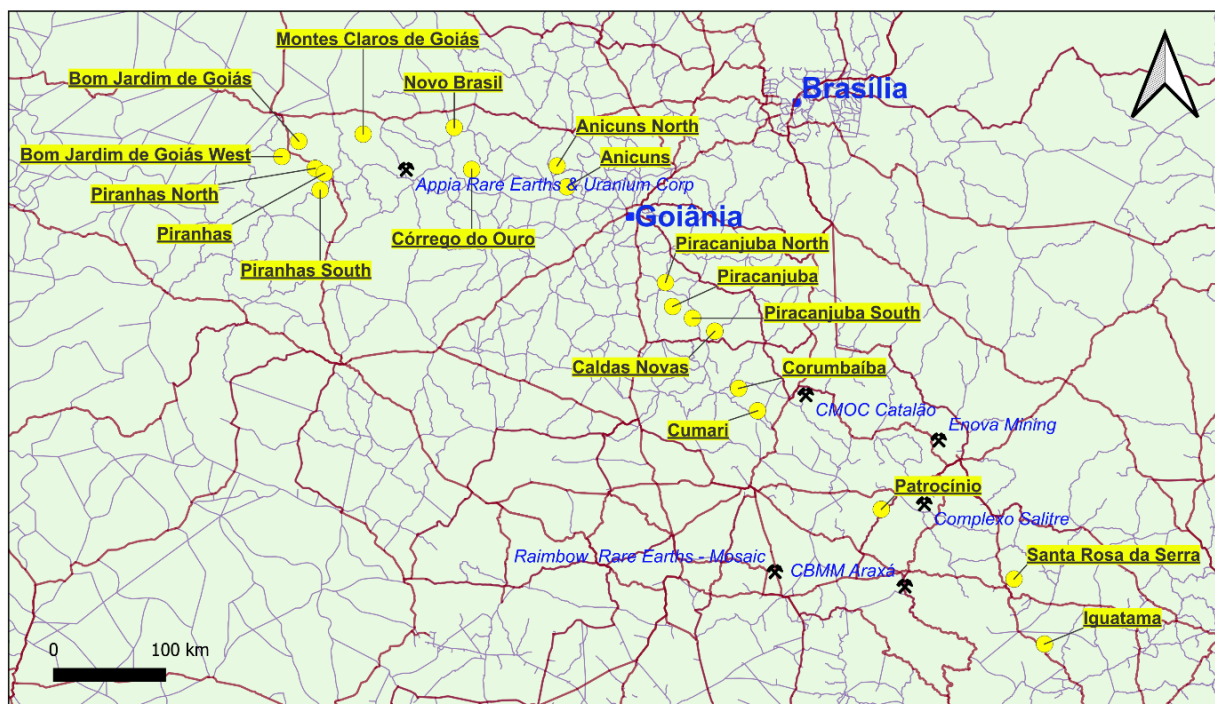 Montes Claros de Goiás
Bom Jardim de Goiás
Novo Brasil
Brasília
Anicuns North
Bom Jardim de Goiás West
Anicuns
Piranhas North
Appia Rare Earths & Uranium Corp
Goiânia
Piranhas
Córrego do Ouro
Piracanjuba North
Piranhas South
Piracanjuba
Piracanjuba South
Caldas Novas
Corumbaíba
CMOC Catalão
Enova Mining
Cumari
Patrocínio
Complexo Salitre
Raimbow Rare Earths - Mosaic
CBMM Araxá
Santa Rosa da Serra
Iguatama
0 100 km